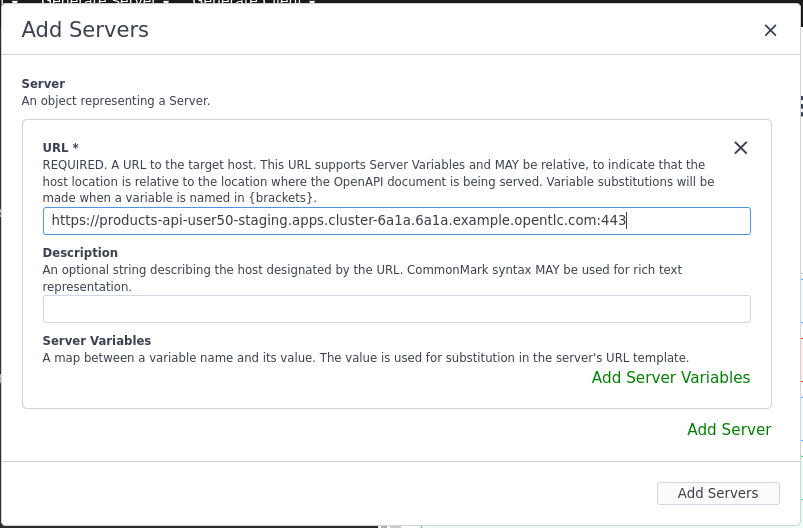 Generate Server Generate Client
Add Servers
Server
An object representing a Server.
URL *
REQUIRED. A URL to the target host. This URL supports Server Variables and MAY be relative, to indicate that the
host location is relative to the location where the OpenAPI document is being served. Variable substitutions will be
made when a variable is named in {brackets}.
https://products-api-user50-staging.apps.cluster-6a1a.6a1a.example.opentlc.com:443
Description
An optional string describing the host designated by the URL. CommonMark syntax MAY be used for rich text
representation.
Server Variables
A map between a variable name and its value. The value is used for substitution in the server's URL template.
Add Server Variables
Add Server
Add Servers